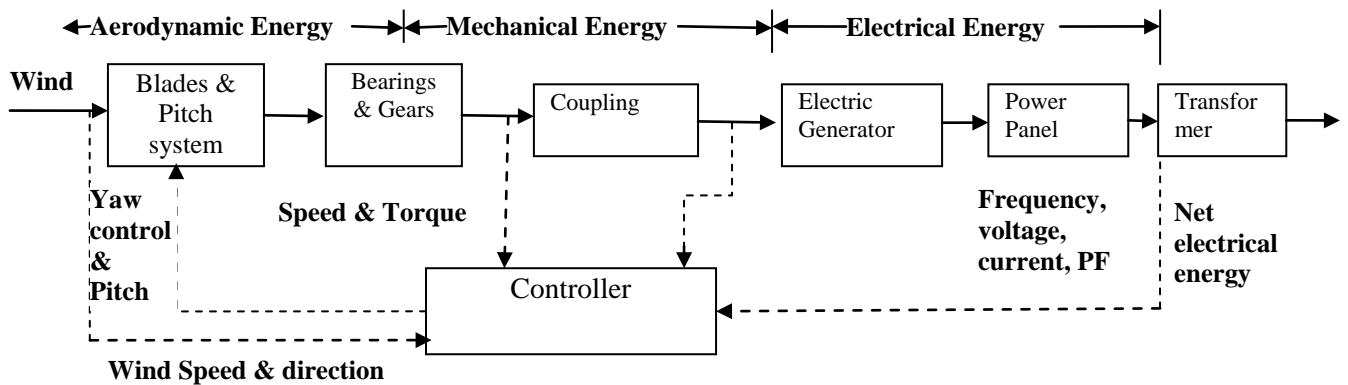 Aerodynamic Energy
Mechanical Energy
Electrical Energy
Wind
Blades &
Pitch
system
Bearings
& Gears
Coupling
Electric
Generator
Power
Panel
Transfor
mer
Yaw
control
&
Pitch
Speed & Torque
Frequency,
voltage,
current, PF
Net
electrical
energy
Controller
Wind Speed & direction